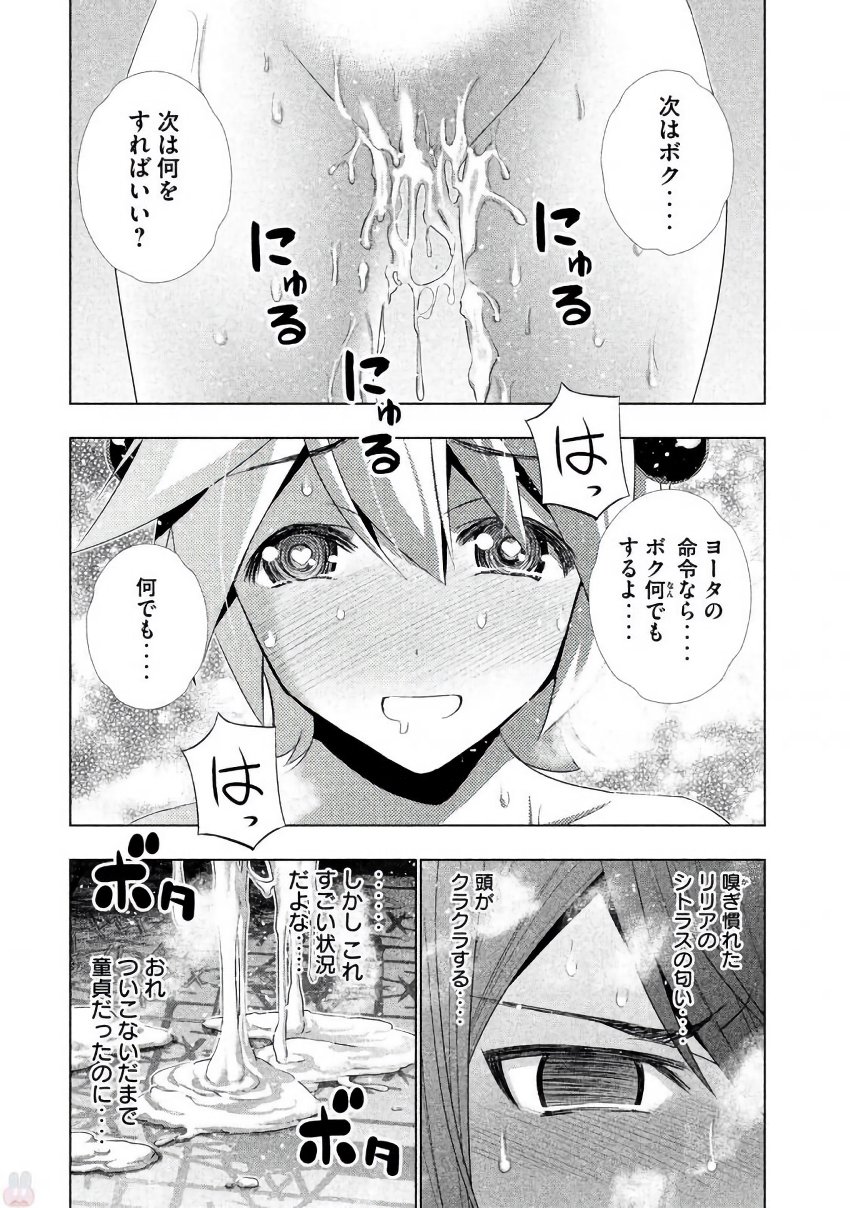 次はボク‥‥
次は何を
すればいい？
にゅる
にゅる
にゅる
はっ
ヨータの
命令なら‥‥
ボク何でも
するよ‥‥
何でも‥‥
はっ
嗅ぎ慣れた
リリアの
シトラスの匂い‥‥
頭が
クラクラする‥‥
‥‥‥
しかし これ
すごい状況
だよな‥‥
おれ
ついこないだまで
童貞だったのに‥‥
ボタ
ボタ